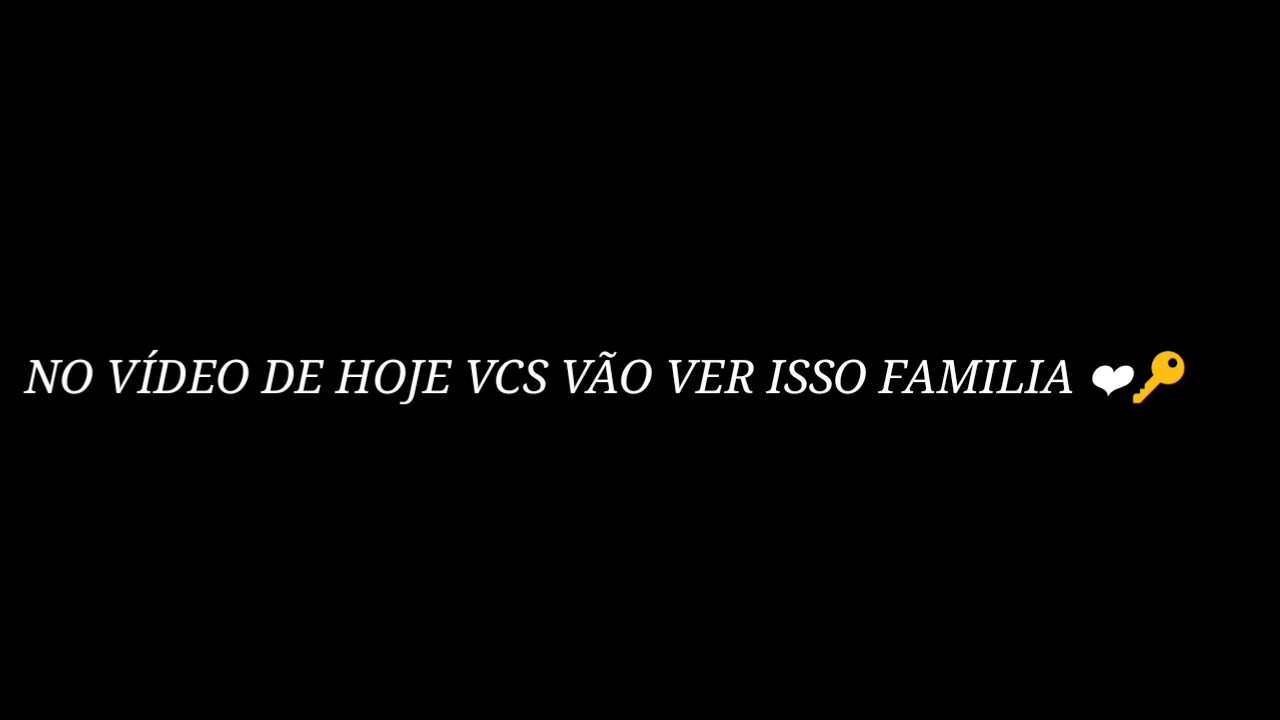 NO VÍDEO DE HOJE VCS VÃO VER ISSO FAMILIA ❤🔑